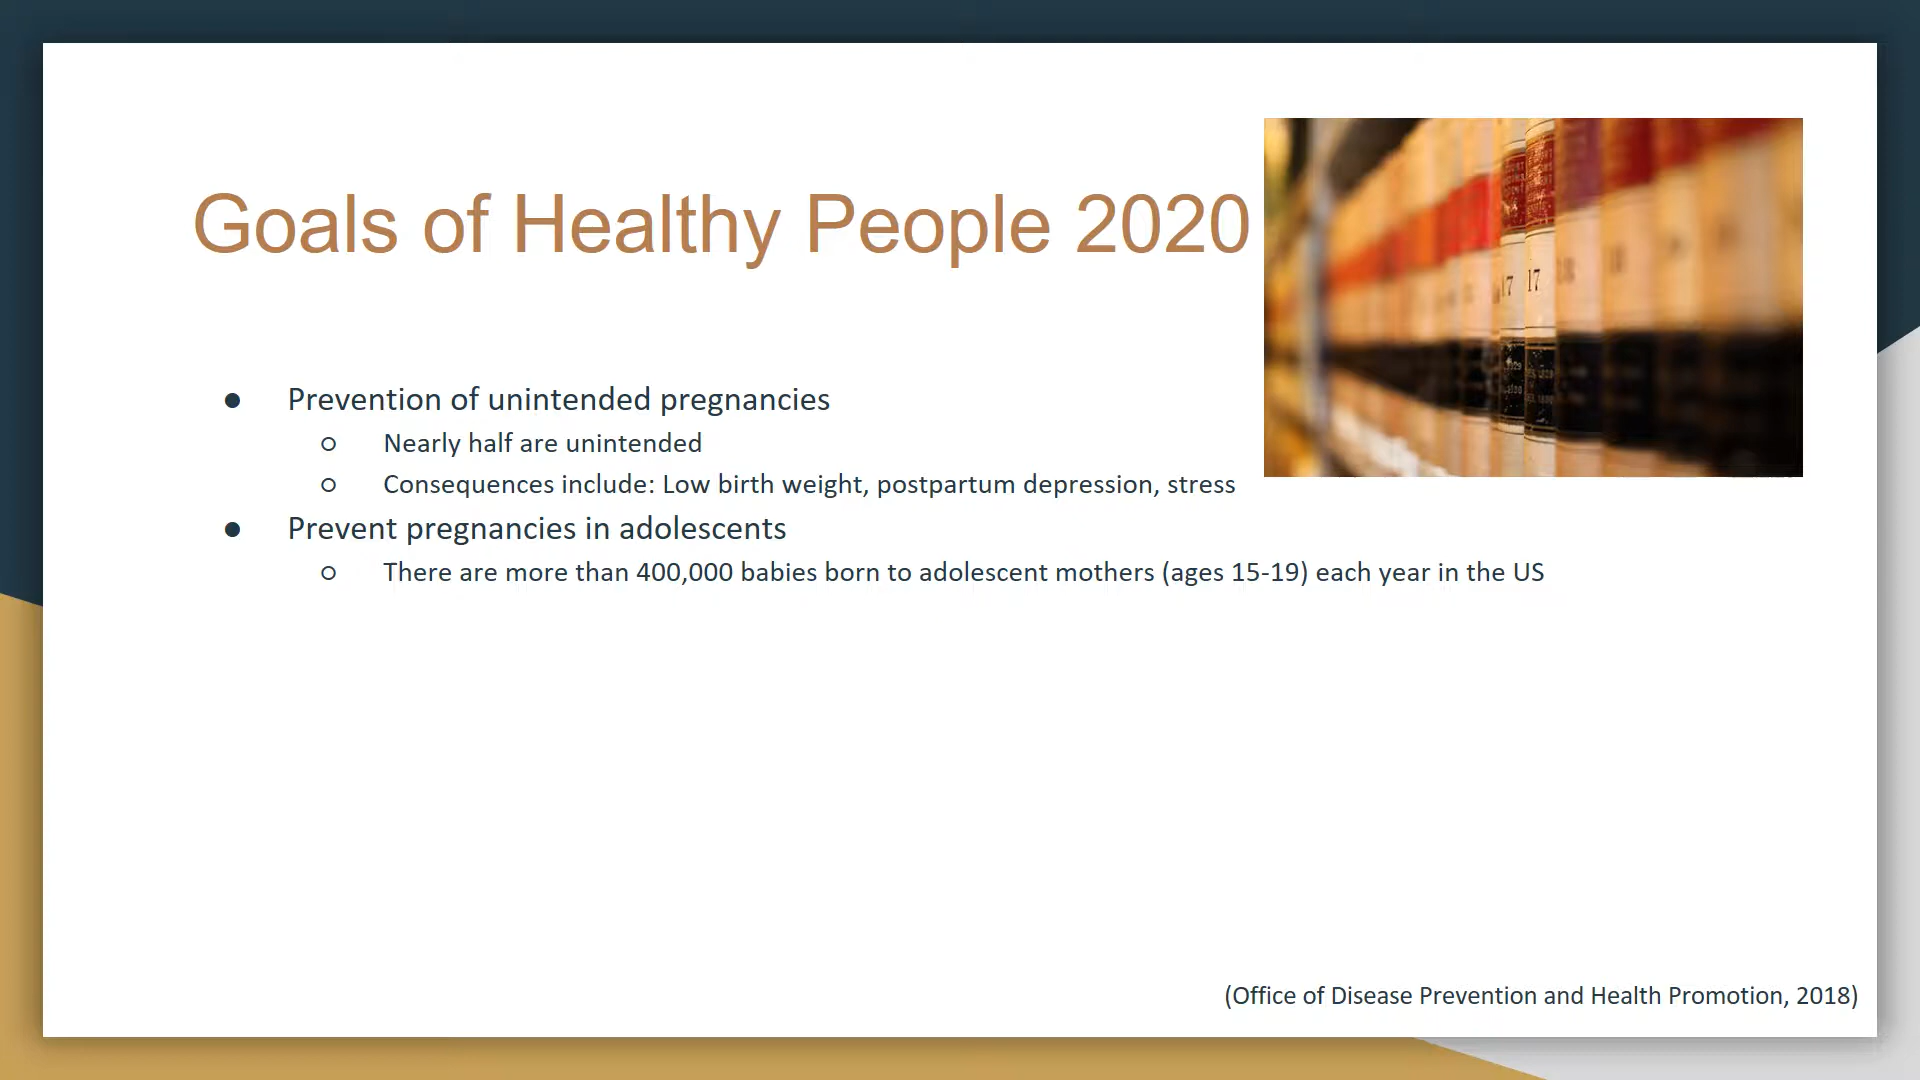 Goals of Healthy People 2020
17
17
● Prevention of unintended pregnancies
○ Nearly half are unintended
○ Consequences include: Low birth weight, postpartum depression, stress
● Prevent pregnancies in adolescents
○ There are more than 400,000 babies born to adolescent mothers (ages 15-19) each year in the US
(Office of Disease Prevention and Health Promotion, 2018)